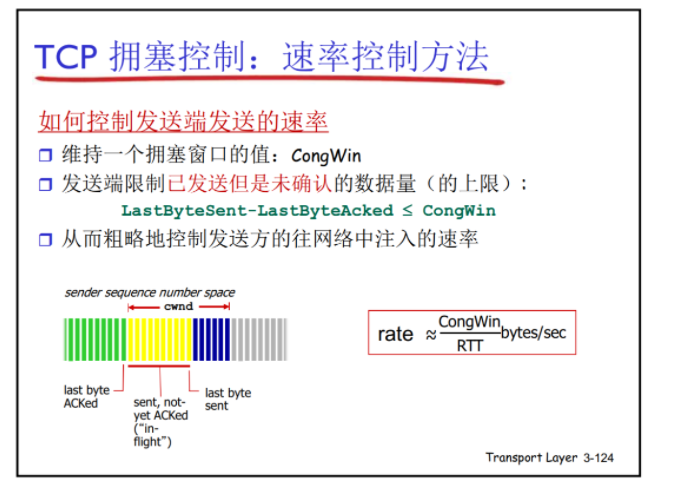 TCP 拥塞控制：速率控制方法
如何控制发送端发送的速率
维持一个拥塞窗口的值：CongWin
发送端限制已发送但是未确认的数据量（的上限）：
LastByteSent-LastByteAcked ≤ CongWin
从而粗略地控制发送方的往网络中注入的速率
sender sequence number space
cwnd
last byte
ACKed
sent, not-
yet ACKed
("in-
flight")
last byte
sent
rate ≈ CongWin
RTT
bytes/sec
Transport Layer 3-124